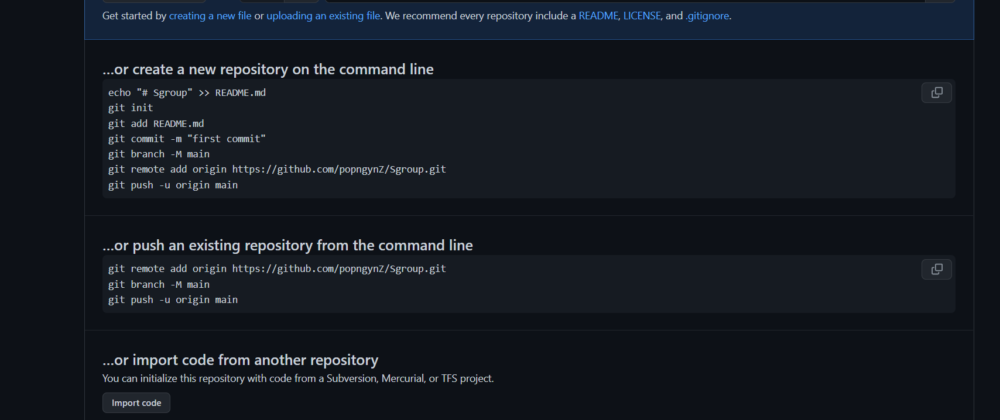 Get started by creating a new file or uploading an existing file. We recommend every repository include a README, LICENSE, and .gitignore.
…or create a new repository on the command line
echo "# Sgroup" >> README.md
git init
git add README.md
git commit -m "first commit"
git branch -M main
git remote add origin https://github.com/popngynZ/Sgroup.git
git push -u origin main
…or push an existing repository from the command line
git remote add origin https://github.com/popngynZ/Sgroup.git
git branch -M main
git push -u origin main
…or import code from another repository
You can initialize this repository with code from a Subversion, Mercurial, or TFS project.
Import code